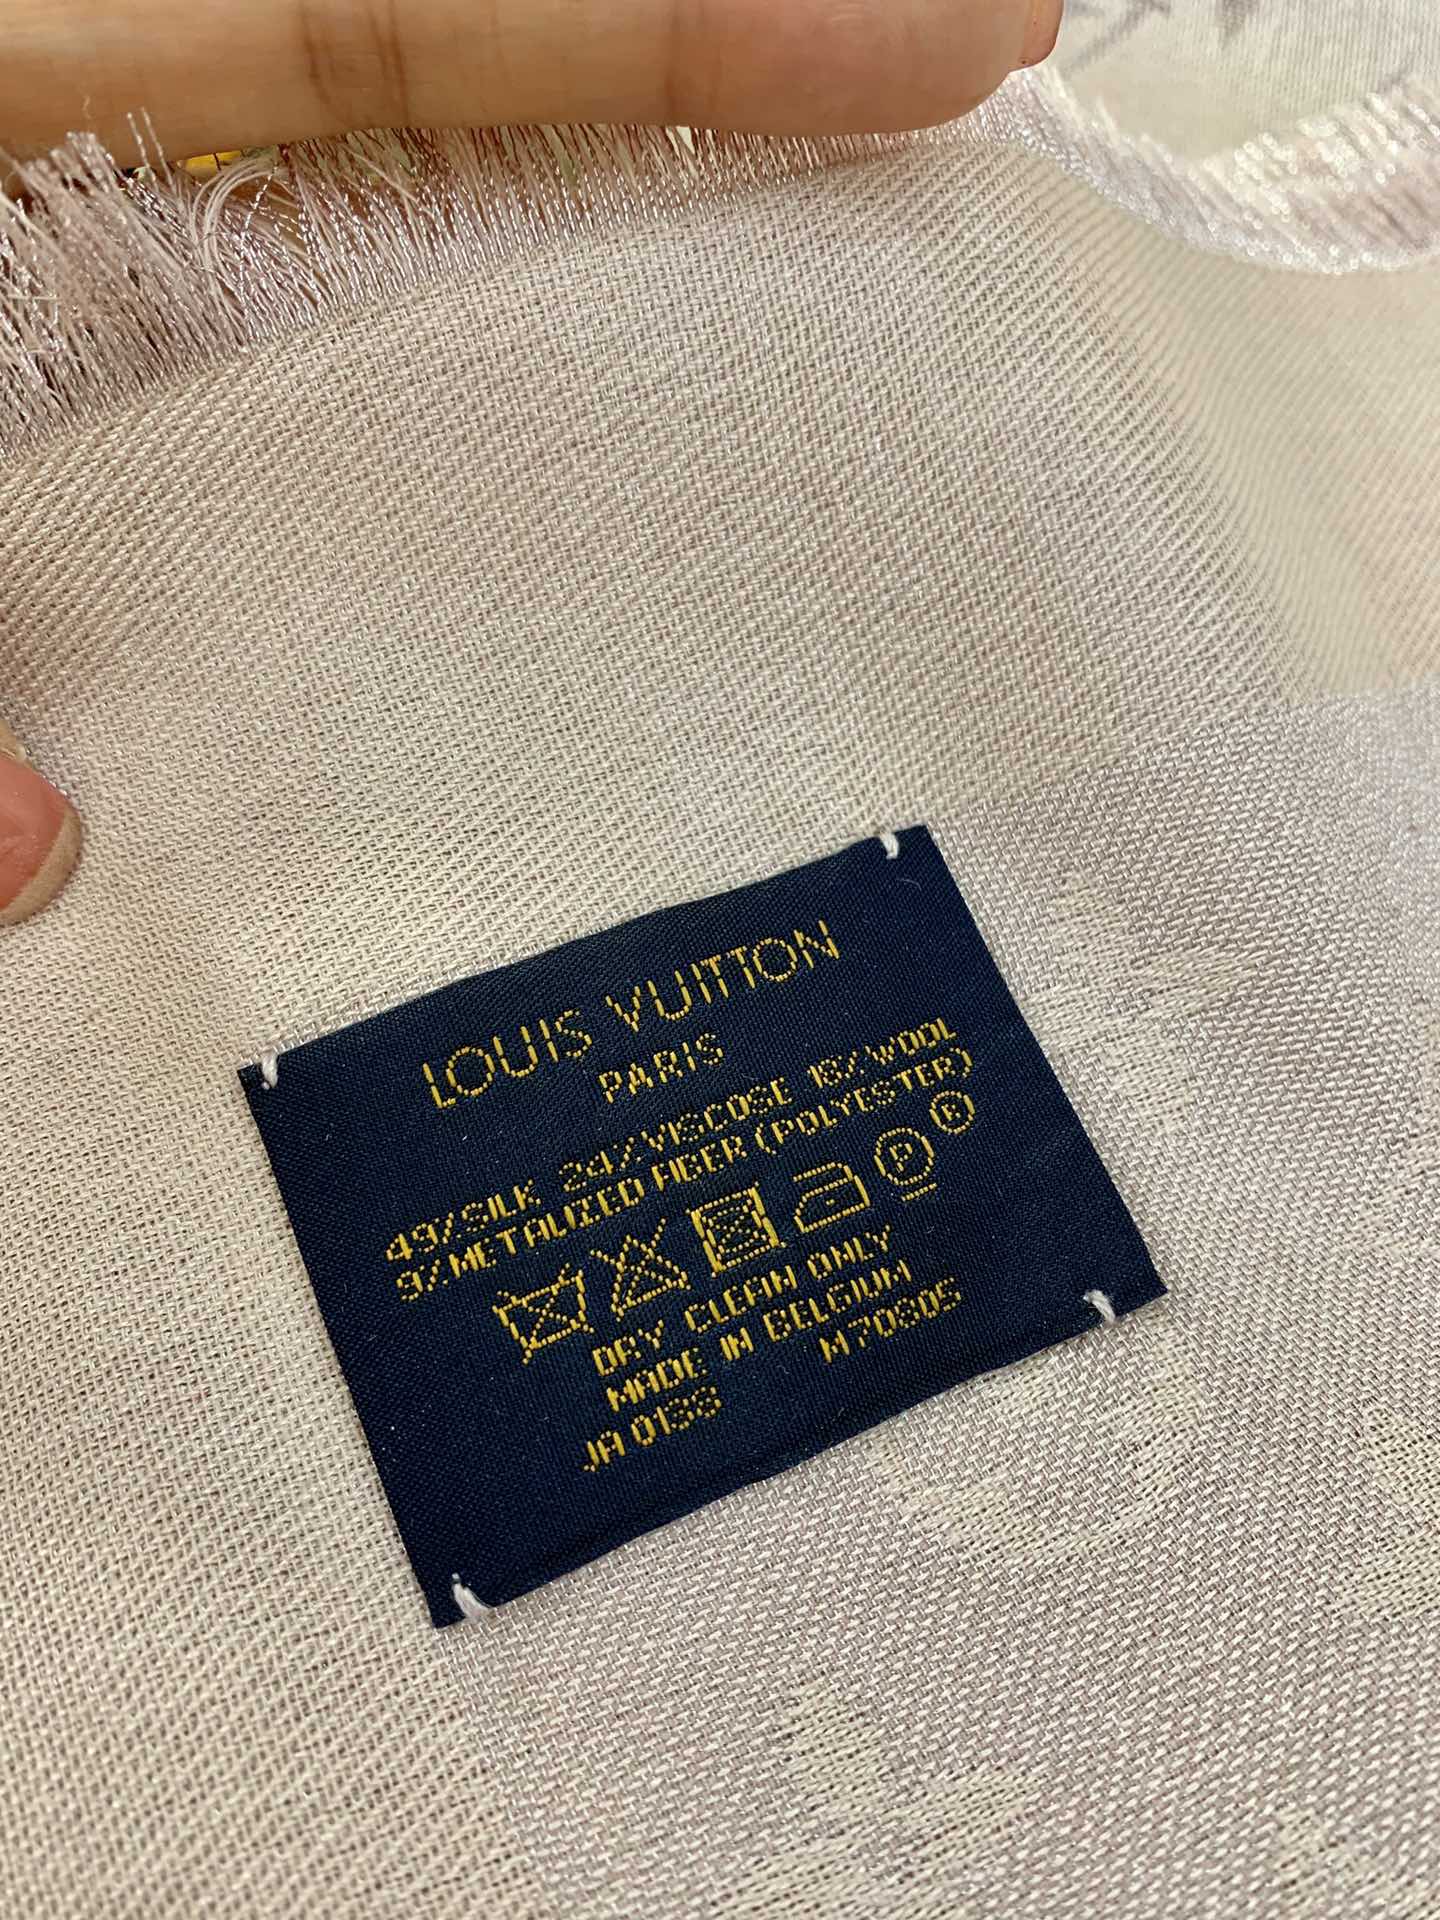 LOUIS VUITTON
PARIS
49% SILK 24% VISCOSE 18% WOOL
9% METALLIZED FIBER (POLYESTER)
P K
DRY CLEAN ONLY
MADE IN BELGIUM
JA 0138 M70805